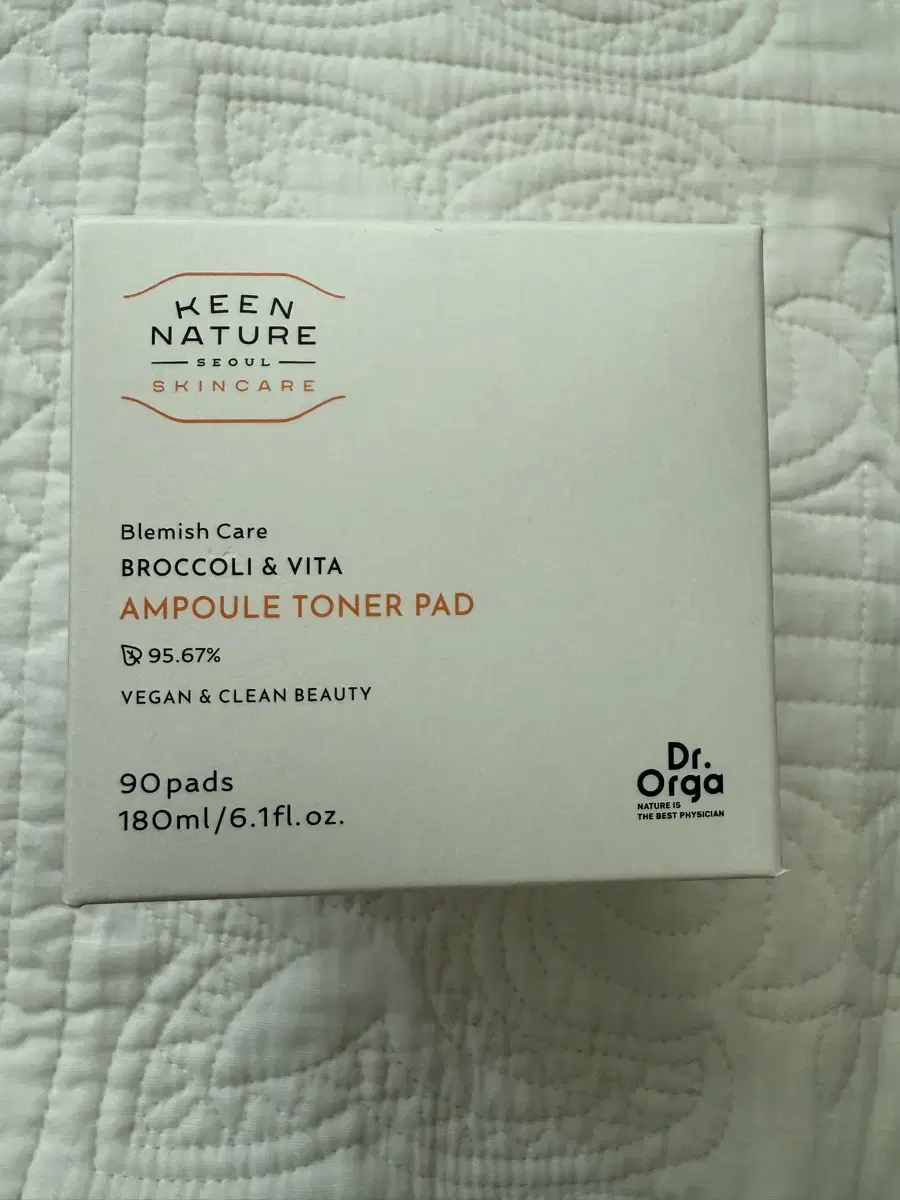 KEEN
NATURE
SEOUL
SKINCARE
Blemish Care
BROCCOLI & VITA
AMPOULE TONER PAD
95.67%
VEGAN & CLEAN BEAUTY
90pads
180ml/6.1fl.oz.
Dr.
Orga
NATURE IS
THE BEST PHYSICIAN